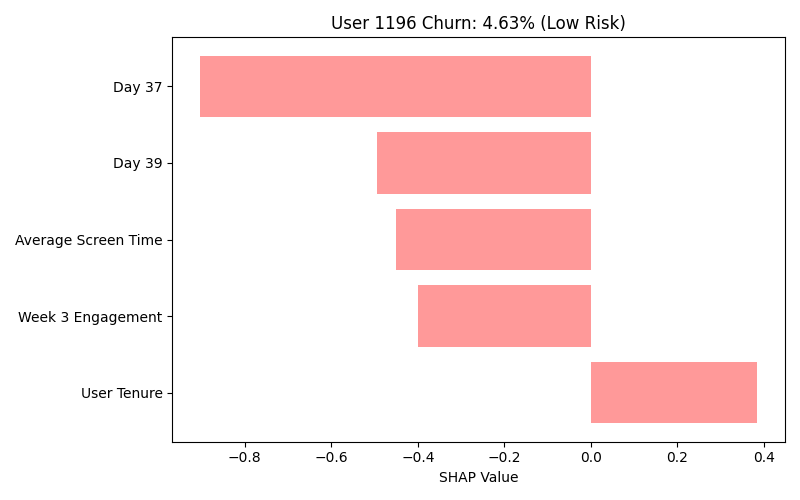 User 1196 Churn: 4.63% (Low Risk)
Day 37
Day 39
Average Screen Time
Week 3 Engagement
User Tenure
−0.8 −0.6 −0.4 −0.2 0.0 0.2 0.4
SHAP Value